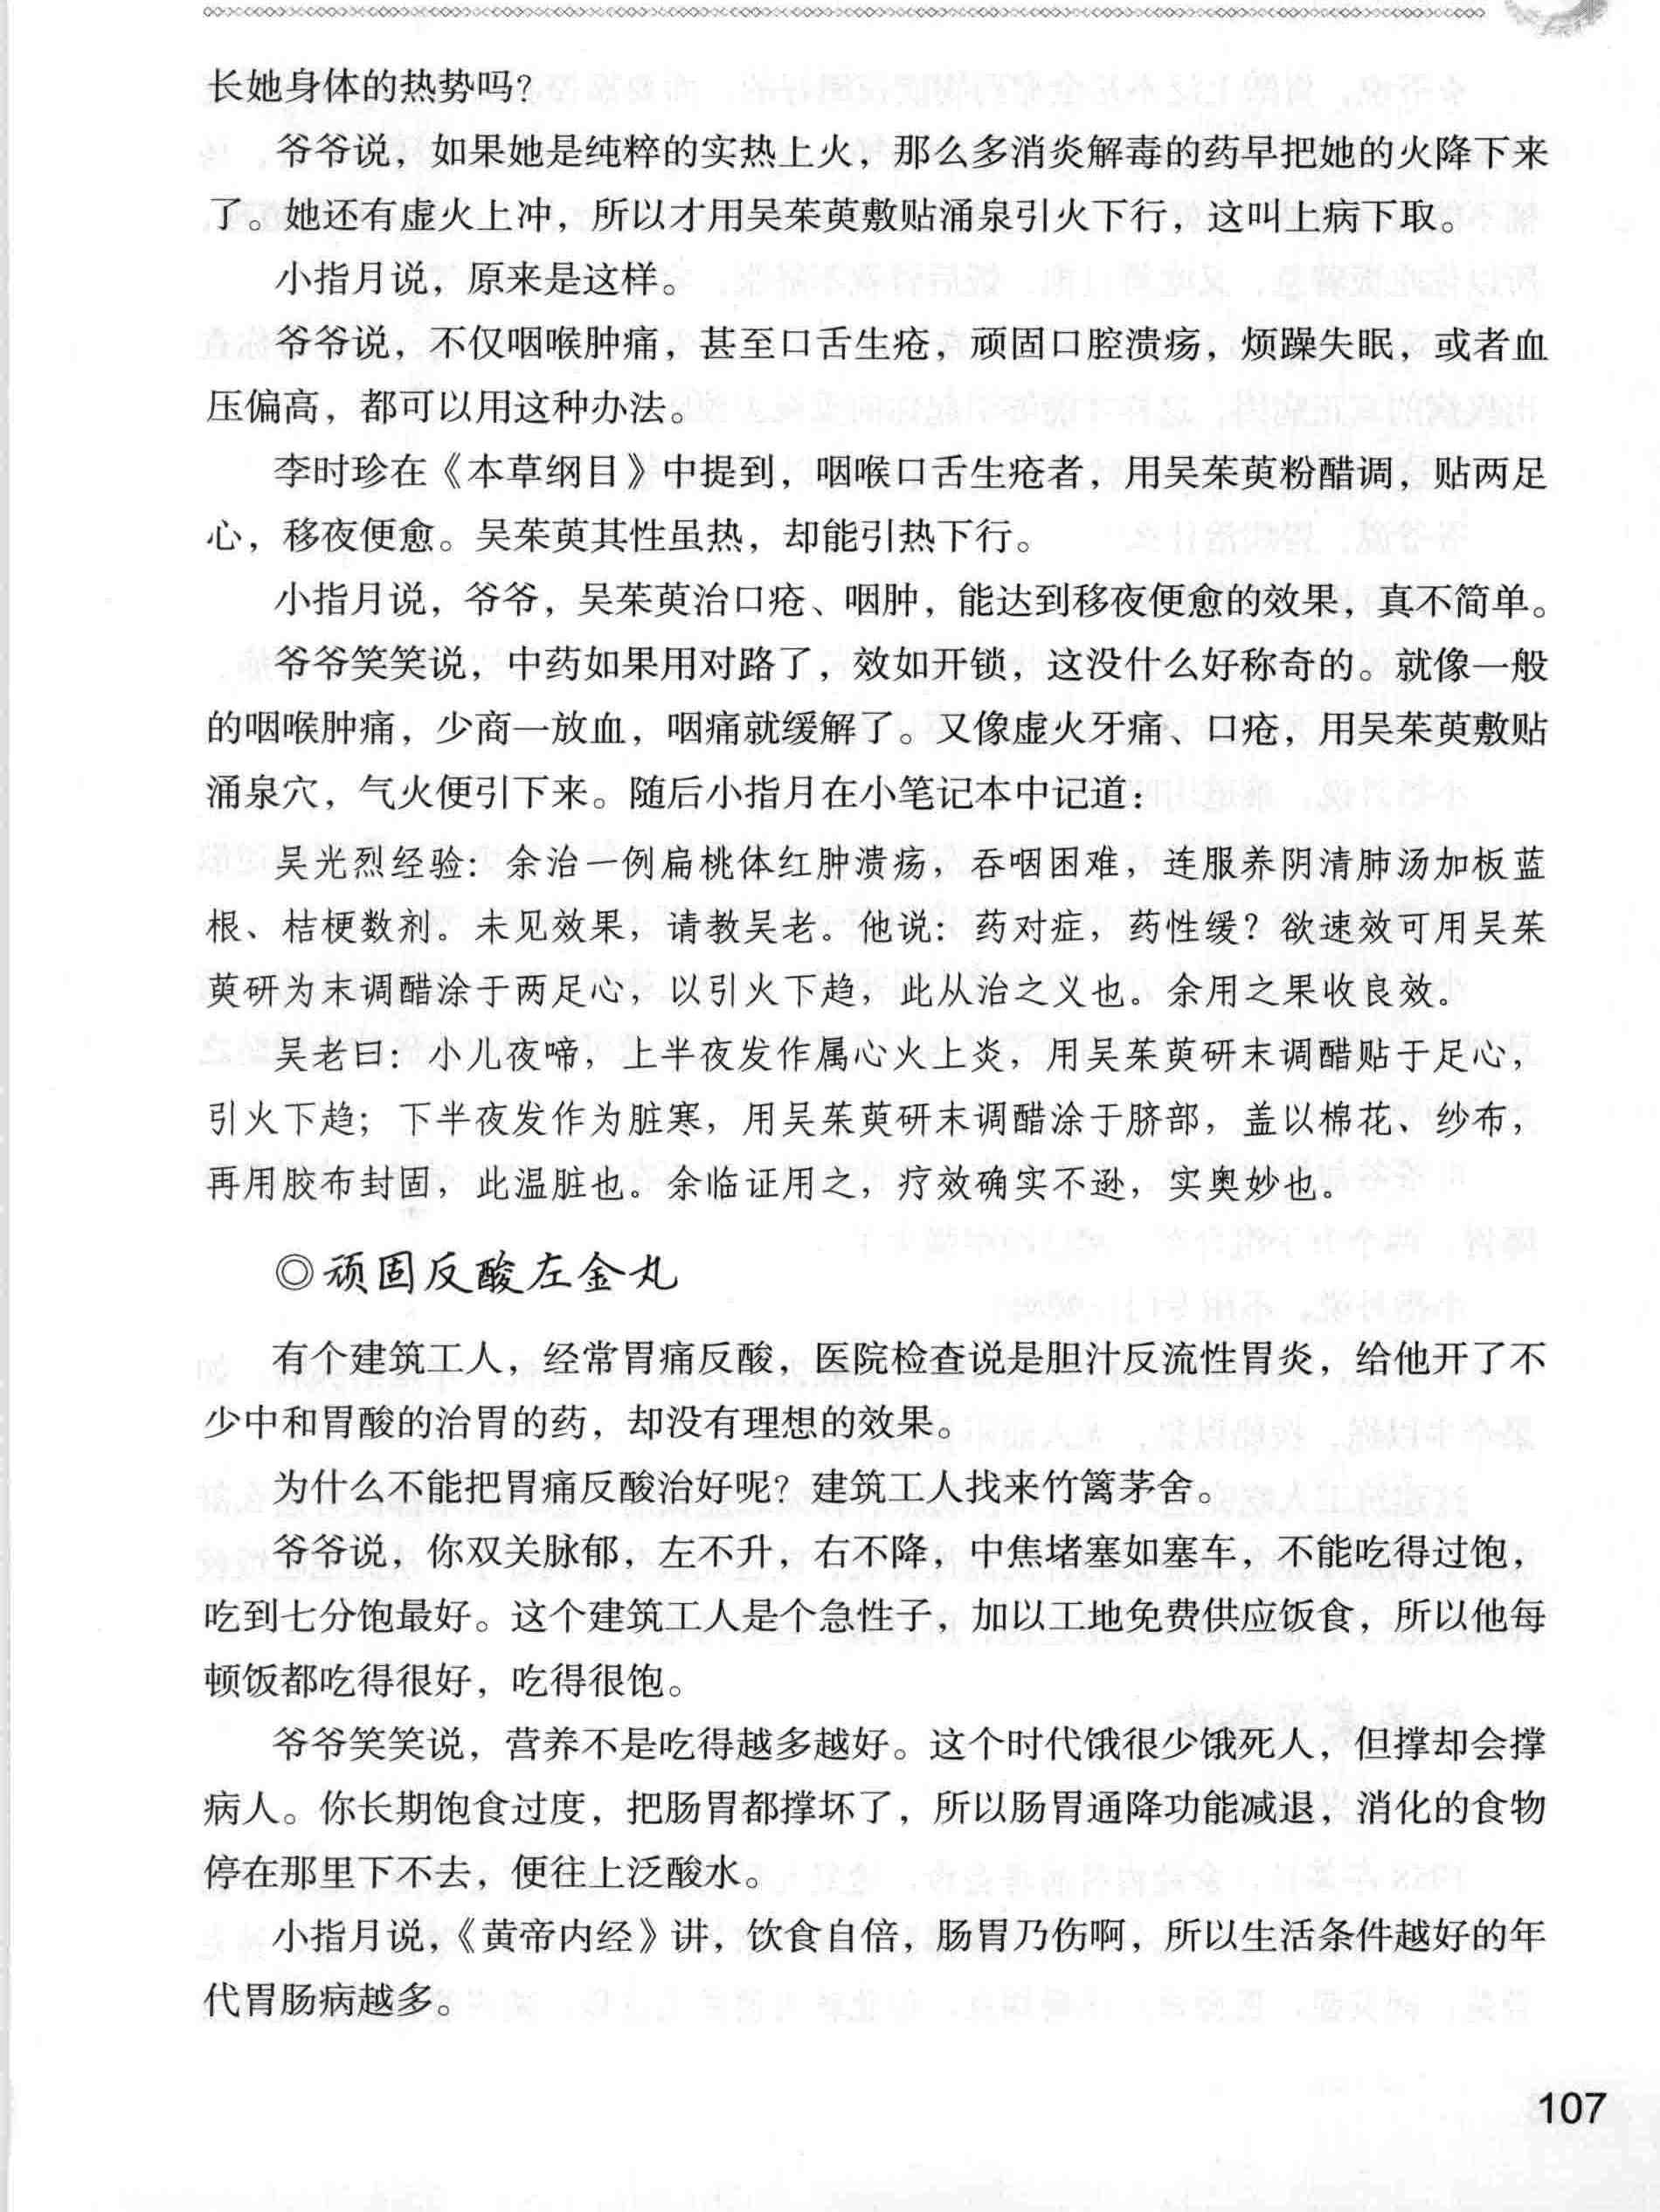 长她身体的热势吗?
爷爷说，如果她是纯粹的实热上火，那么多消炎解毒的药早把她的火降下来
了。她还有虚火上冲，所以才用吴茱萸敷贴涌泉引火下行，这叫上病下取。
小指月说，原来是这样。
爷爷说，不仅咽喉肿痛，甚至口舌生疮，顽固口腔溃疡，烦躁失眠，或者血
压偏高，都可以用这种办法。
李时珍在《本草纲目》中提到，咽喉口舌生疮者，用吴茱萸粉醋调，贴两足
心，移夜便愈。吴茱萸其性虽热，却能引热下行。
小指月说，爷爷，吴茱萸治口疮、咽肿，能达到移夜便愈的效果，真不简单。
爷爷笑笑说，中药如果用对路了，效如开锁，这没什么好称奇的。就像一般
的咽喉肿痛，少商一放血，咽痛就缓解了。又像虚火牙痛、口疮，用吴茱萸敷贴
涌泉穴，气火便引下来。随后小指月在小笔记本中记道：
吴光烈经验：余治一例扁桃体红肿溃疡，吞咽困难，连服养阴清肺汤加板蓝
根、桔梗数剂。未见效果，请教吴老。他说：药对症，药性缓？欲速效可用吴茱
萸研为末调醋涂于两足心，以引火下趋，此从治之义也。余用之果收良效。
吴老曰：小儿夜啼，上半夜发作属心火上炎，用吴茱萸研末调醋贴于足心，
引火下趋；下半夜发作为脏寒，用吴茱萸研末调醋涂于脐部，盖以棉花、纱布，
再用胶布封固，此温脏也。余临证用之，疗效确实不逊，实奥妙也。
◎顽固反酸左金丸
有个建筑工人，经常胃痛反酸，医院检查说是胆汁反流性胃炎，给他开了不
少中和胃酸的治胃的药，却没有理想的效果。
为什么不能把胃痛反酸治好呢？建筑工人找来竹篱茅舍。
爷爷说，你双关脉郁，左不升，右不降，中焦堵塞如塞车，不能吃得过饱，
吃到七分饱最好。这个建筑工人是个急性子，加以工地免费供应饭食，所以他每
顿饭都吃得很好，吃得很饱。
爷爷笑笑说，营养不是吃得越多越好。这个时代饿很少饿死人，但撑却会撑
病人。你长期饱食过度，把肠胃都撑坏了，所以肠胃通降功能减退，消化的食物
停在那里下不去，便往上泛酸水。
小指月说，《黄帝内经》讲，饮食自倍，肠胃乃伤啊，所以生活条件越好的年
代胃肠病越多。
107